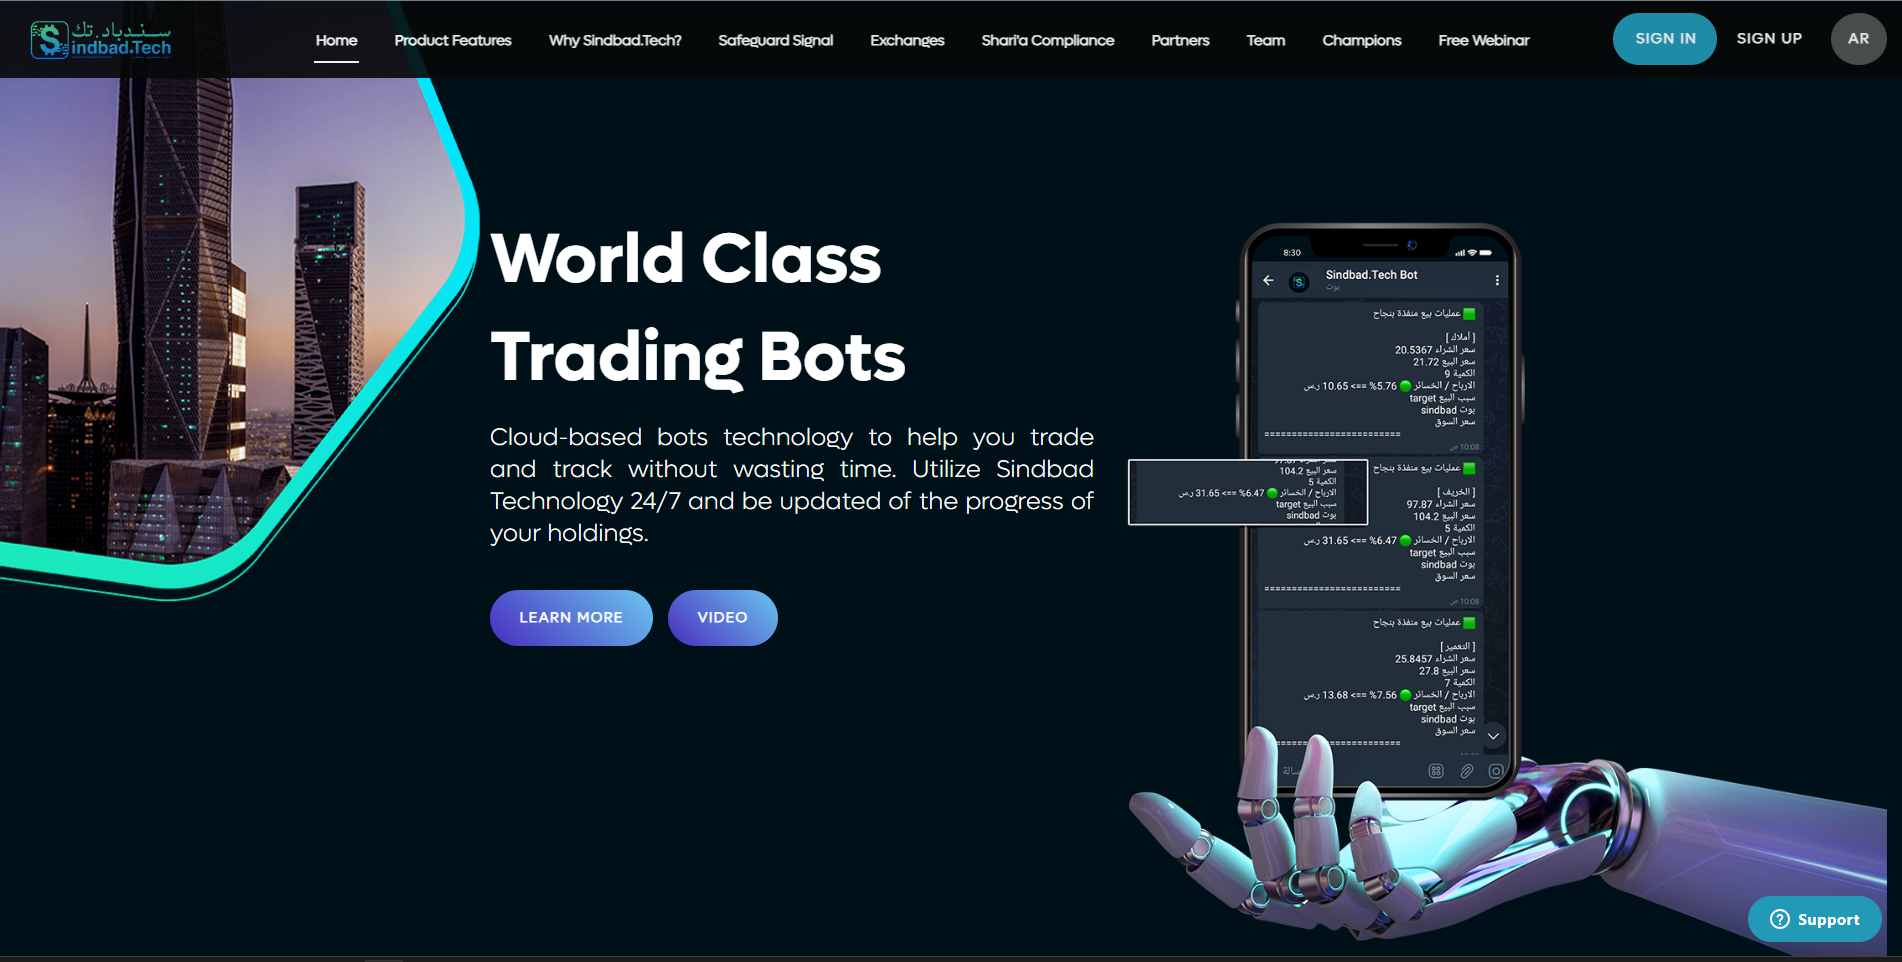 سـنـدبـاد.تك
Sindbad.Tech
Home
Product Features
Why Sindbad.Tech?
Safeguard Signal
Exchanges
Shari'a Compliance
Partners
Team
Champions
Free Webinar
SIGN IN
SIGN UP
AR
World Class
Trading Bots
Cloud-based bots technology to help you trade
and track without wasting time. Utilize Sindbad
Technology 24/7 and be updated of the progress of
your holdings.
LEARN MORE
VIDEO
8:30
Sindbad.Tech Bot
بوت
عمليات بيع منفذة بنجاح
[ أملاك ]
سعر الشراء 20.5367
سعر البيع 21.72
الكمية 9
الارباح / الخسائر 🟢 5.76% ==> 10.65 ر.س
سبب البيع target
بوت sindbad
سعر السوق
=========================
10:08 ص
سعر البيع 104.2
الكمية 5
الارباح / الخسائر 🟢 6.47% ==> 31.65 ر.س
سبب البيع target
بوت sindbad
عمليات بيع منفذة بنجاح
[ الخريف ]
سعر الشراء 97.87
سعر البيع 104.2
الكمية 5
الارباح / الخسائر 🟢 6.47% ==> 31.65 ر.س
سبب البيع target
بوت sindbad
سعر السوق
=========================
10:08 ص
عمليات بيع منفذة بنجاح
[ التعمير ]
سعر الشراء 25.8457
سعر البيع 27.8
الكمية 7
الارباح / الخسائر 🟢 7.56% ==> 13.68 ر.س
سبب البيع target
بوت sindbad
سعر السوق
Support